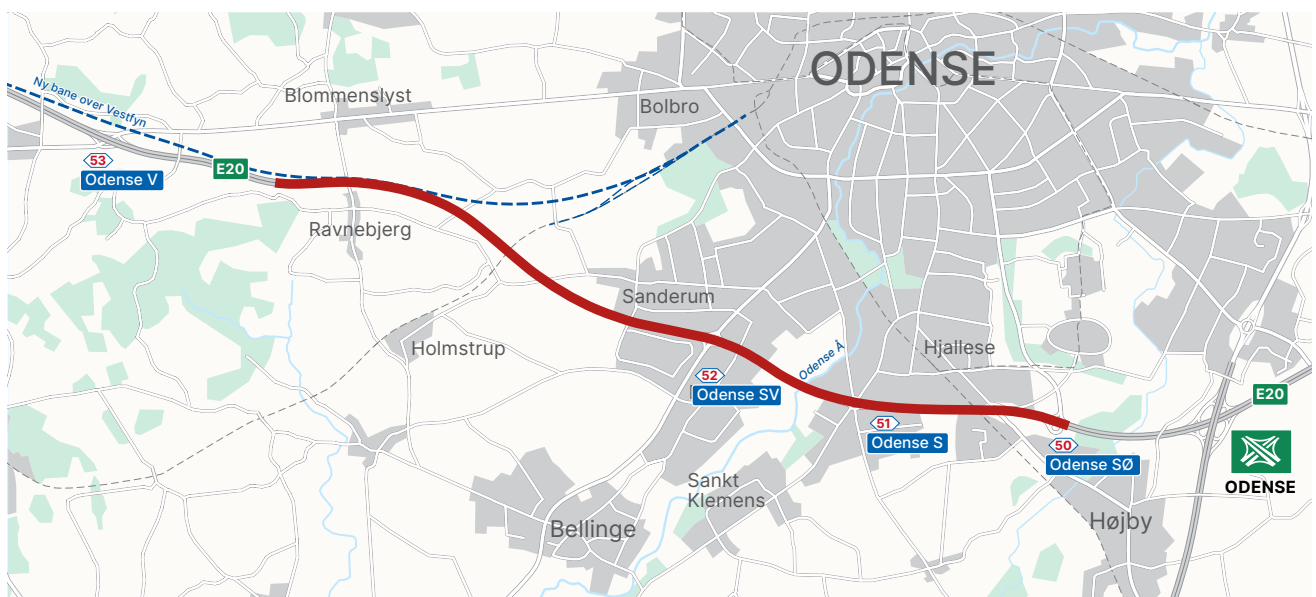 ODENSE
Ny bane over Vestfyn
Blommenslyst
Bolbro
53
Odense V
E20
Ravnebjerg
Sanderum
Holmstrup
Odense Å
Hjallese
52
Odense SV
E20
51
Odense S
50
Odense SØ
ODENSE
Sankt
Klemens
Bellinge
Højby